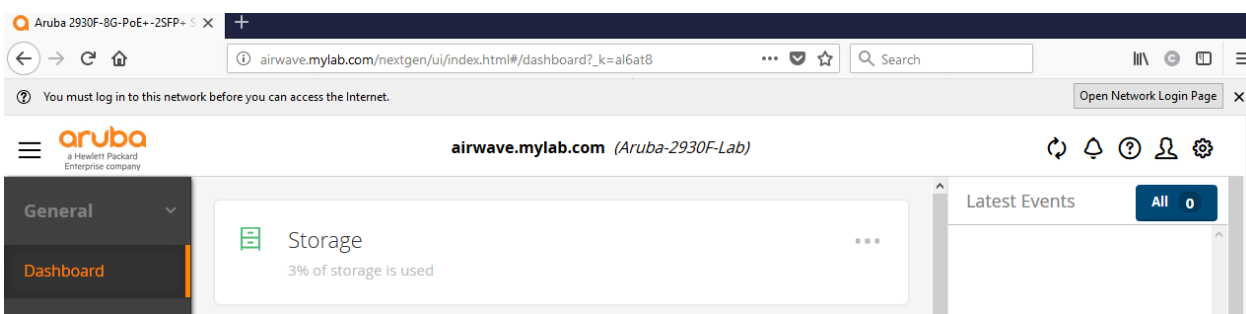 Aruba 2930F-8G-PoE+-2SFP+ S
airwave.mylab.com/nextgen/ui/index.html#/dashboard?_k=al6at8
Search
You must log in to this network before you can access the Internet.
Open Network Login Page
aruba
a Hewlett Packard
Enterprise company
airwave.mylab.com (Aruba-2930F-Lab)
General
Dashboard
Storage
3% of storage is used
Latest Events
All 0